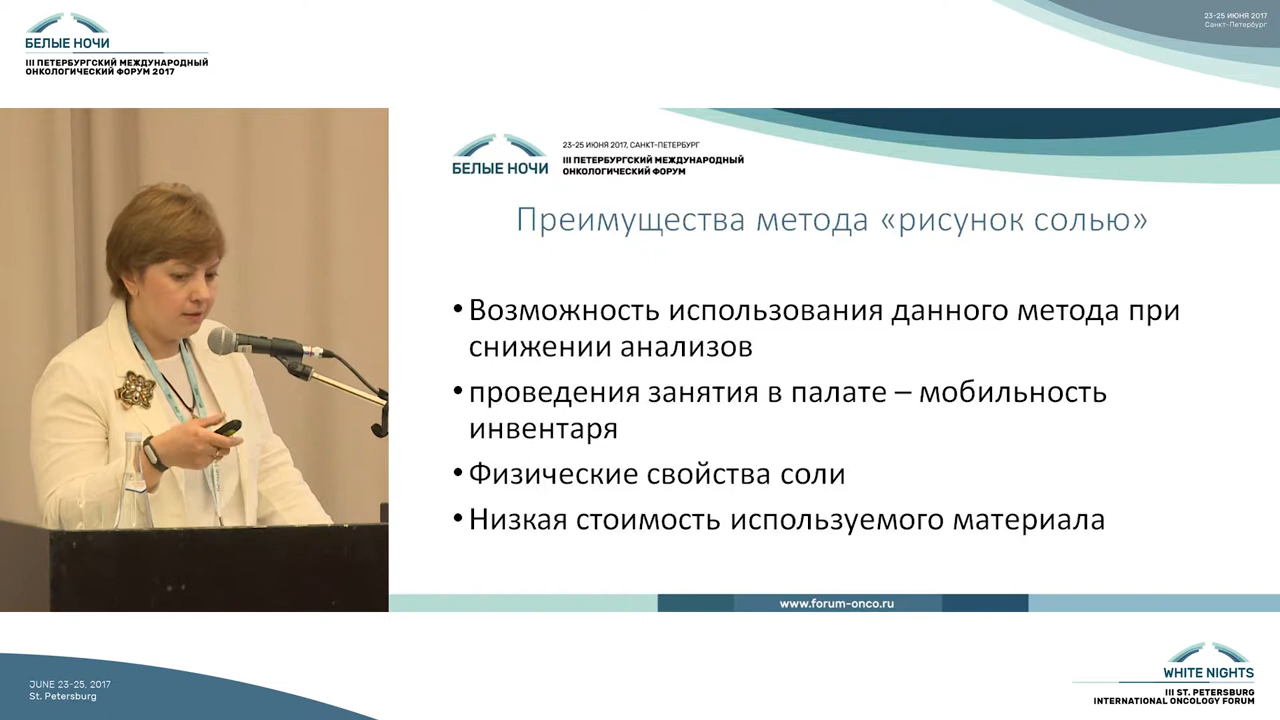 БЕЛЫЕ НОЧИ
III ПЕТЕРБУРГСКИЙ МЕЖДУНАРОДНЫЙ
ОНКОЛОГИЧЕСКИЙ ФОРУМ 2017
23-25 ИЮНЯ 2017
Санкт-Петербург
БЕЛЫЕ НОЧИ
23-25 ИЮНЯ 2017, САНКТ-ПЕТЕРБУРГ
III ПЕТЕРБУРГСКИЙ МЕЖДУНАРОДНЫЙ
ОНКОЛОГИЧЕСКИЙ ФОРУМ
Преимущества метода «рисунок солью»
• Возможность использования данного метода при
снижении анализов
• проведения занятия в палате – мобильность
инвентаря
• Физические свойства соли
• Низкая стоимость используемого материала
www.forum-onco.ru
JUNE 23-25, 2017
St. Petersburg
WHITE NIGHTS
III ST. PETERSBURG
INTERNATIONAL ONCOLOGY FORUM